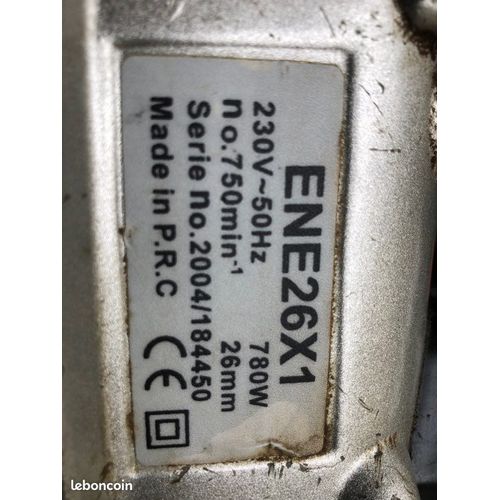 ENE26X1
230V~50Hz 780W
no.750min-1 26mm
Serie no.2004/184450
Made in P.R.C CE
leboncoin